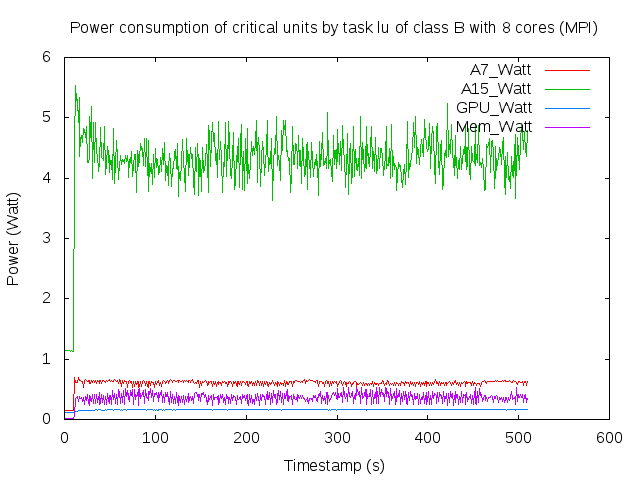 Power consumption of critical units by task lu of class B with 8 cores (MPI)
6
5
4
3
2
1
0
Power (Watt)
A7_Watt
A15_Watt
GPU_Watt
Mem_Watt
0 100 200 300 400 500 600
Timestamp (s)